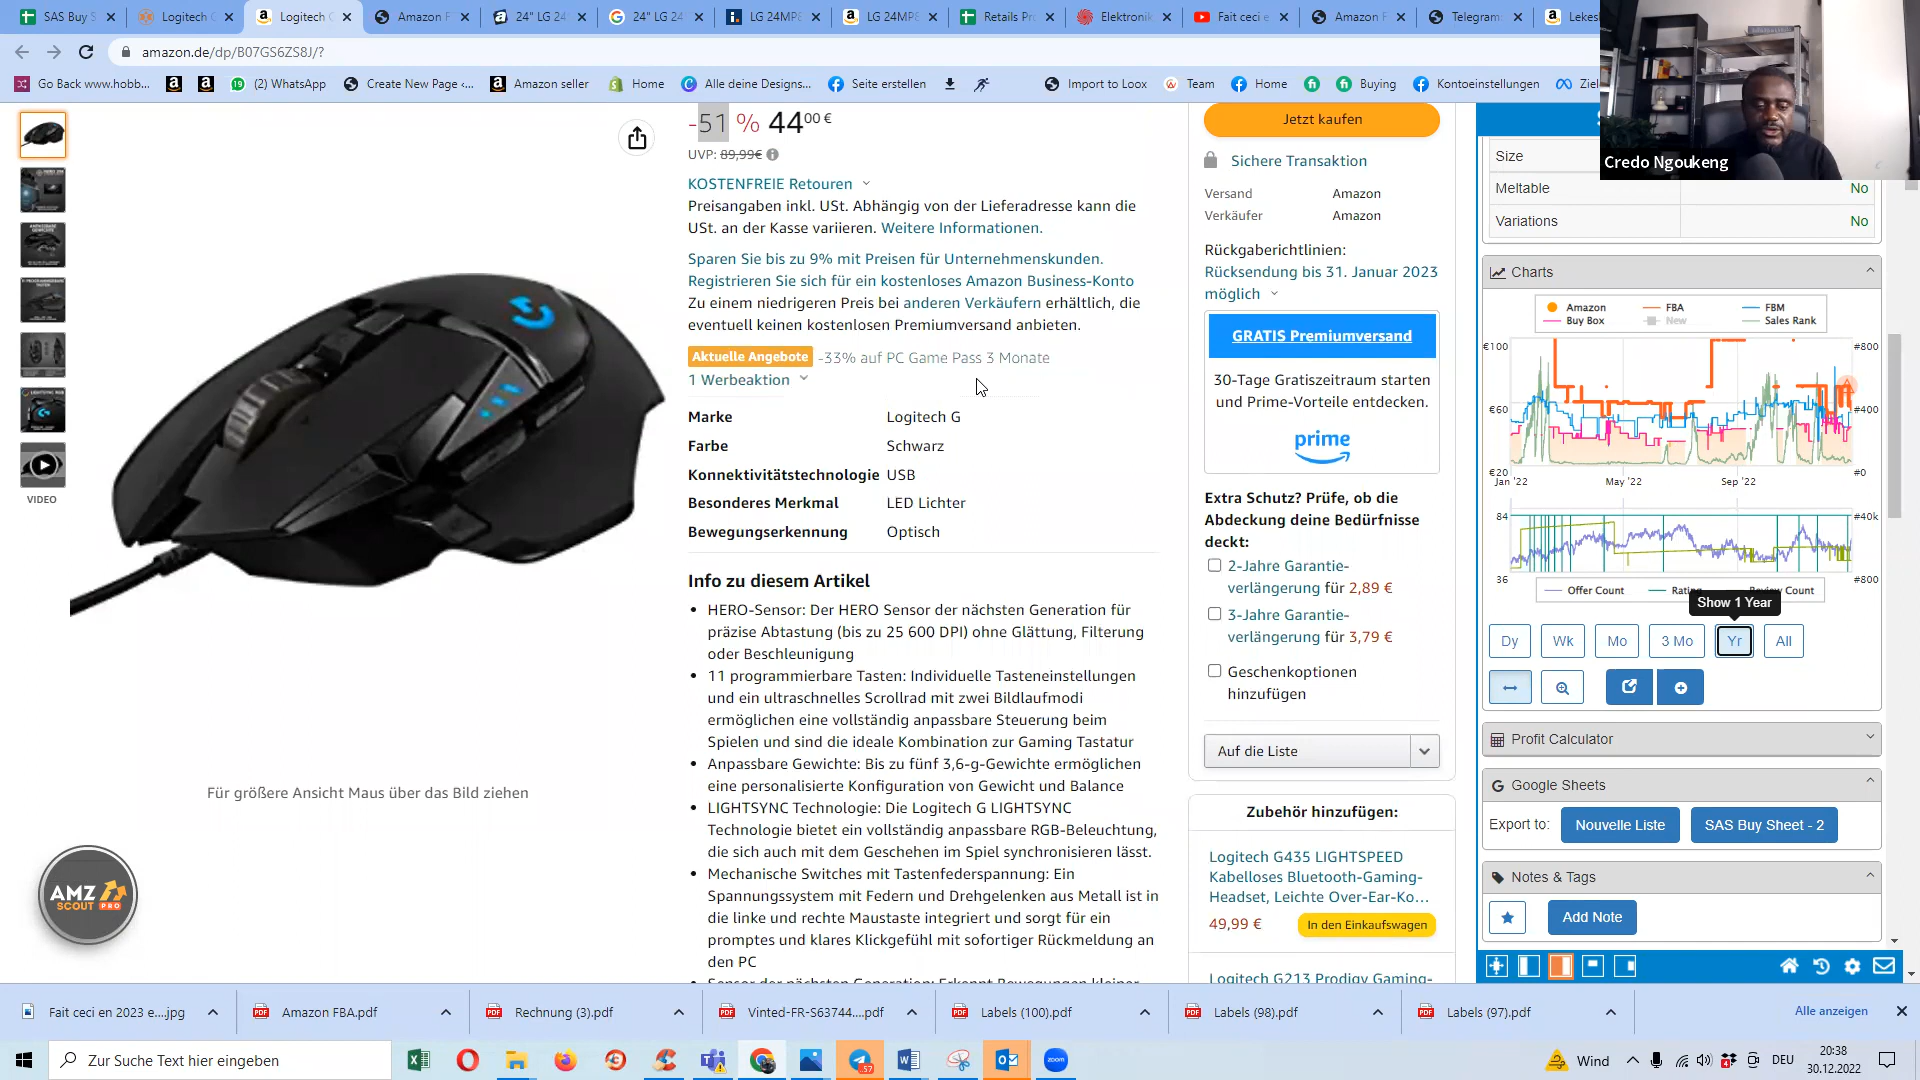 SAS Buy S
Logitech G
Logitech G
Amazon F
24" LG 24
24" LG 24
LG 24MP8
LG 24MP8
Retails Pr
Elektronik
Fait ceci e
Amazon F
Telegram
Lekes
amazon.de/dp/B07GS6ZS8J/?
Go Back www.hobb...
(2) WhatsApp
Create New Page ‹...
Amazon seller
Home
Alle deine Designs...
Seite erstellen
Import to Loox
Team
Home
Buying
Kontoeinstellungen
Ziel
Credo Ngoukeng
VIDEO
Für größere Ansicht Maus über das Bild ziehen
AMZ
SCOUT PRO
-51 % 44,00 €
UVP: 89,99€
KOSTENFREIE Retouren
Preisangaben inkl. USt. Abhängig von der Lieferadresse kann die
USt. an der Kasse variieren. Weitere Informationen.
Sparen Sie bis zu 9% mit Preisen für Unternehmenskunden.
Registrieren Sie sich für ein kostenloses Amazon Business-Konto
Zu einem niedrigeren Preis bei anderen Verkäufern erhältlich, die
eventuell keinen kostenlosen Premiumversand anbieten.
Aktuelle Angebote -33% auf PC Game Pass 3 Monate
1 Werbeaktion
Marke Logitech G
Farbe Schwarz
Konnektivitätstechnologie USB
Besonderes Merkmal LED Lichter
Bewegungserkennung Optisch
Info zu diesem Artikel
• HERO-Sensor: Der HERO Sensor der nächsten Generation für
präzise Abtastung (bis zu 25 600 DPI) ohne Glättung, Filterung
oder Beschleunigung
• 11 programmierbare Tasten: Individuelle Tasteneinstellungen
und ein ultraschnelles Scrollrad mit zwei Bildlaufmodi
ermöglichen eine vollständig anpassbare Steuerung beim
Spielen und sind die ideale Kombination zur Gaming Tastatur
• Anpassbare Gewichte: Bis zu fünf 3,6-g-Gewichte ermöglichen
eine personalisierte Konfiguration von Gewicht und Balance
• LIGHTSYNC Technologie: Die Logitech G LIGHTSYNC
Technologie bietet ein vollständig anpassbare RGB-Beleuchtung,
die sich auch mit dem Geschehen im Spiel synchronisieren lässt.
• Mechanische Switches mit Tastenfederspannung: Ein
Spannungssystem mit Federn und Drehgelenken aus Metall ist in
die linke und rechte Maustaste integriert und sorgt für ein
promptes und klares Klickgefühl mit sofortiger Rückmeldung an
den PC
• Sensor der nächsten Generation: Erkennt Bewegungen kleiner
Jetzt kaufen
Sichere Transaktion
Versand Amazon
Verkäufer Amazon
Rückgaberichtlinien:
Rücksendung bis 31. Januar 2023
möglich
GRATIS Premiumversand
30-Tage Gratiszeitraum starten
und Prime-Vorteile entdecken.
prime
Extra Schutz? Prüfe, ob die
Abdeckung deine Bedürfnisse
deckt:
2-Jahre Garantie-
verlängerung für 2,89 €
3-Jahre Garantie-
verlängerung für 3,79 €
Geschenkoptionen
hinzufügen
Auf die Liste
Zubehör hinzufügen:
Logitech G435 LIGHTSPEED
Kabelloses Bluetooth-Gaming-
Headset, Leichte Over-Ear-Ko...
49,99 € In den Einkaufswagen
Logitech G213 Prodigy Gaming-
Size
Meltable No
Variations No
Charts
Amazon FBA FBM
Buy Box New Sales Rank
€100 #800
€60 #400
€20 #0
Jan '22 May '22 Sep '22
84 #40k
36 #800
Offer Count Rating Review Count
Show 1 Year
Dy Wk Mo 3 Mo Yr All
Profit Calculator
Google Sheets
Export to: Nouvelle Liste SAS Buy Sheet - 2
Notes & Tags
Add Note
Fait ceci en 2023 e....jpg
Amazon FBA.pdf
Rechnung (3).pdf
Vinted-FR-S63744....pdf
Labels (100).pdf
Labels (98).pdf
Labels (97).pdf
Alle anzeigen
Zur Suche Text hier eingeben
Wind
DEU
20:38
30.12.2022